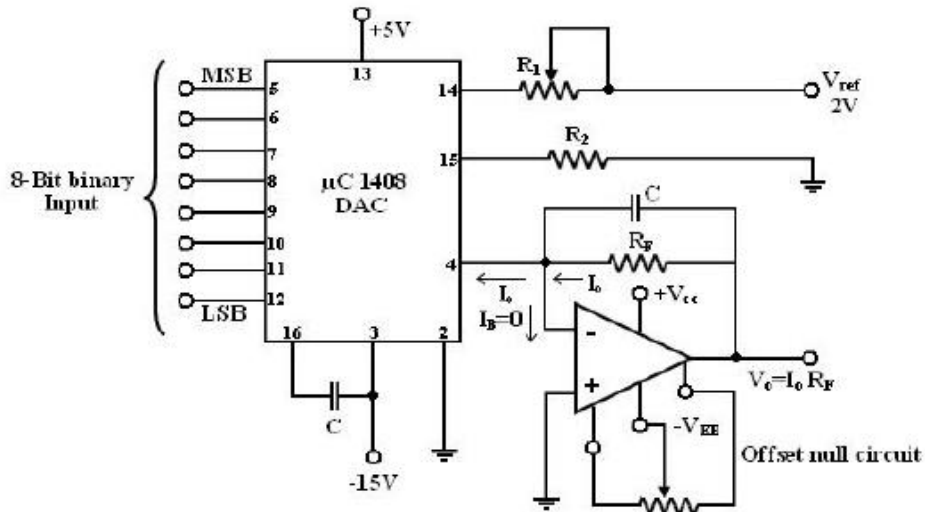 +5V
MSB
5
6
7
8
9
10
11
12
LSB
8-Bit binary
Input
13
14
15
4
16
3
2
μC 1408
DAC
R₁
Vref
2V
R₂
C
RF
Iₒ
Iₒ
IB=0
+Vcc
-
+
Vₒ=Iₒ RF
-VEE
Offset null circuit
C
-15V